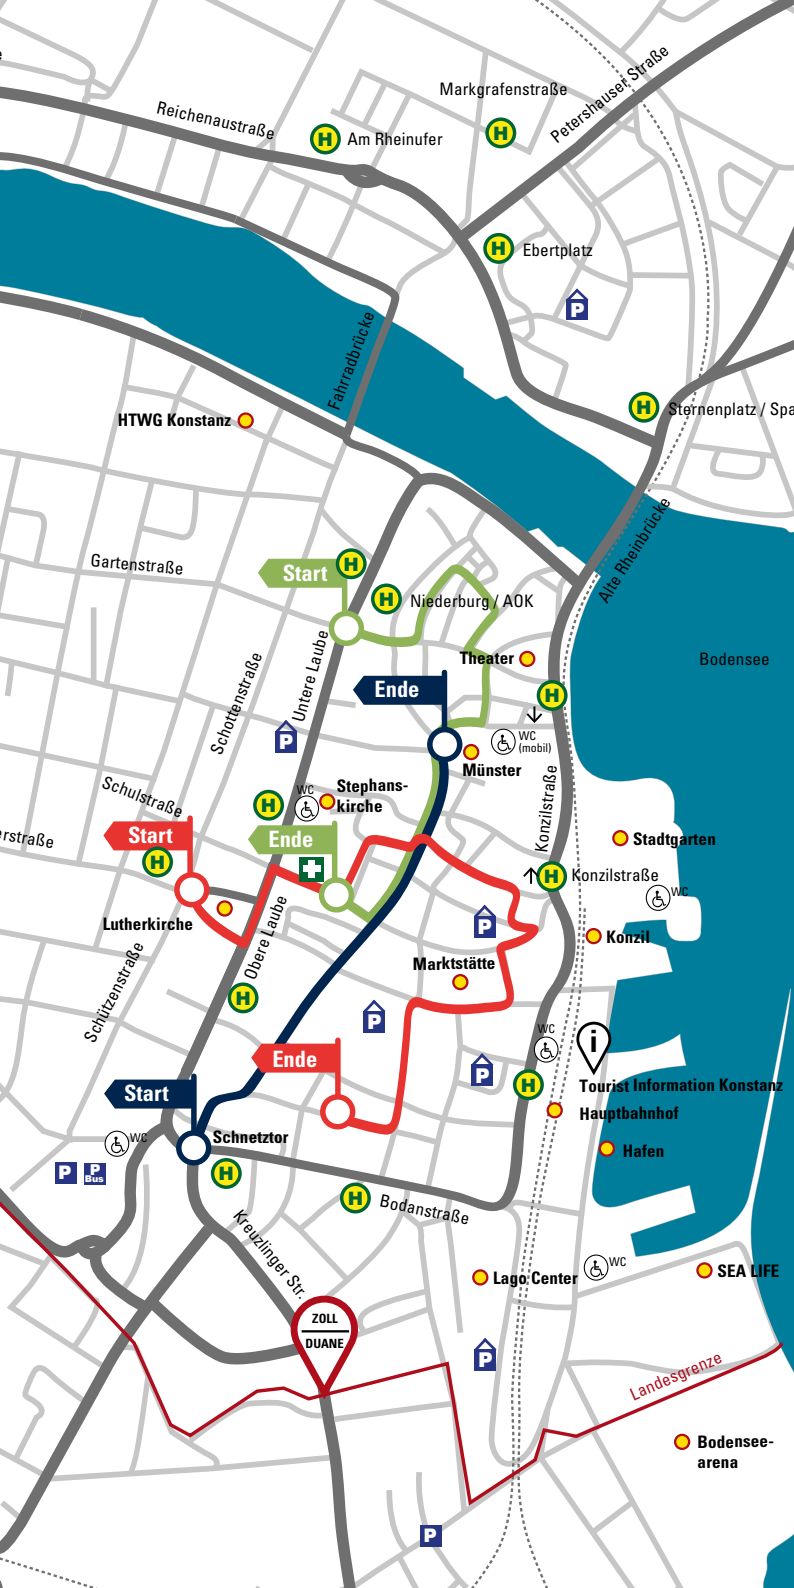 Markgrafenstraße
Petershauser Straße
Reichenaustraße
H
Am Rheinufer
H
H
Ebertplatz
P
Fahrradbrücke
H
Sternenplatz / Spa
HTWG Konstanz
Alte Rheinbrücke
Gartenstraße
Start
H
H
Niederburg / AOK
Untere Laube
Schottenstraße
Theater
Bodensee
Ende
H
P
WC
(mobil)
Münster
Schulstraße
Konzilstraße
WC
Stephans-
kirche
H
erstraße
Start
Ende
Stadtgarten
H
H
Konzilstraße
WC
Lutherkirche
Obere Laube
P
Konzil
Schützenstraße
Marktstätte
H
P
WC
i
Ende
P
H
Tourist Information Konstanz
Start
Hauptbahnhof
WC
Schnetztor
Hafen
P
P
Bus
H
H
Bodanstraße
Kreuzlinger Str.
WC
Lago Center
SEA LIFE
ZOLL
DUANE
P
Landesgrenze
Bodensee-
arena
P